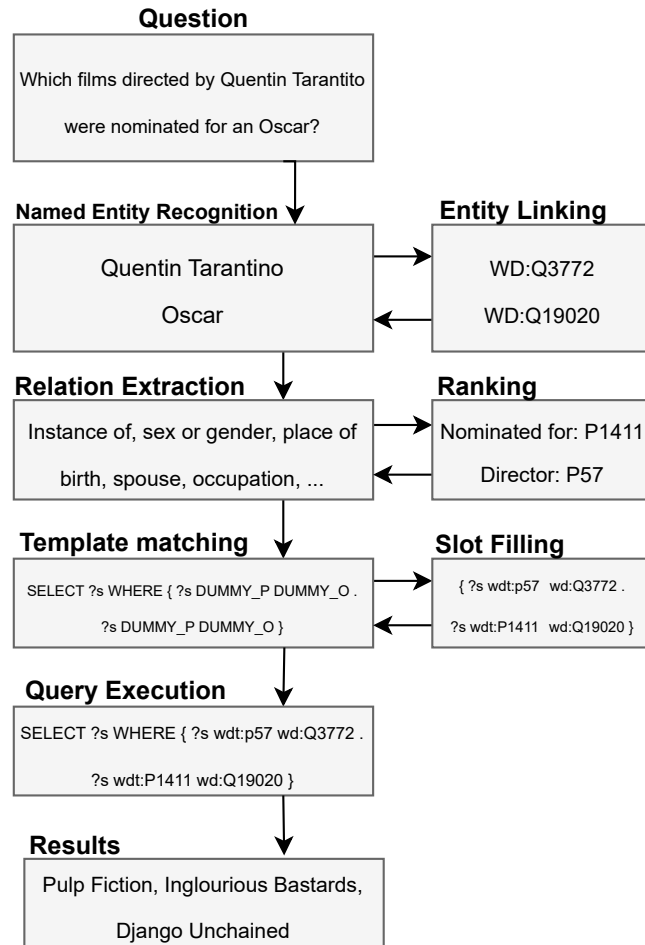 Question
Which films directed by Quentin Tarantito
were nominated for an Oscar?
Named Entity Recognition
Quentin Tarantino
Oscar
Entity Linking
WD:Q3772
WD:Q19020
Relation Extraction
Instance of, sex or gender, place of
birth, spouse, occupation, ...
Ranking
Nominated for: P1411
Director: P57
Template matching
SELECT ?s WHERE { ?s DUMMY_P DUMMY_O .
?s DUMMY_P DUMMY_O }
Slot Filling
{ ?s wdt:p57 wd:Q3772 .
?s wdt:P1411 wd:Q19020 }
Query Execution
SELECT ?s WHERE { ?s wdt:p57 wd:Q3772 .
?s wdt:P1411 wd:Q19020 }
Results
Pulp Fiction, Inglourious Bastards,
Django Unchained